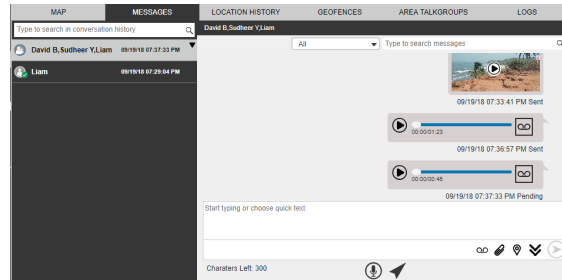 MAP MESSAGES LOCATION HISTORY GEOFENCES AREA TALKGROUPS LOGS
Type to search in conversation history
David B,Sudheer Y,Liam
All Type to search messages
David B,Sudheer Y,Liam 09/19/18 07:37:33 PM
Liam 09/19/18 07:29:04 PM
09/19/18 07:33:41 PM Sent
00:00/01:23
09/19/18 07:36:57 PM Sent
00:00/00:45
09/19/18 07:37:33 PM Pending
Start typing or choose quick text
Charaters Left: 300